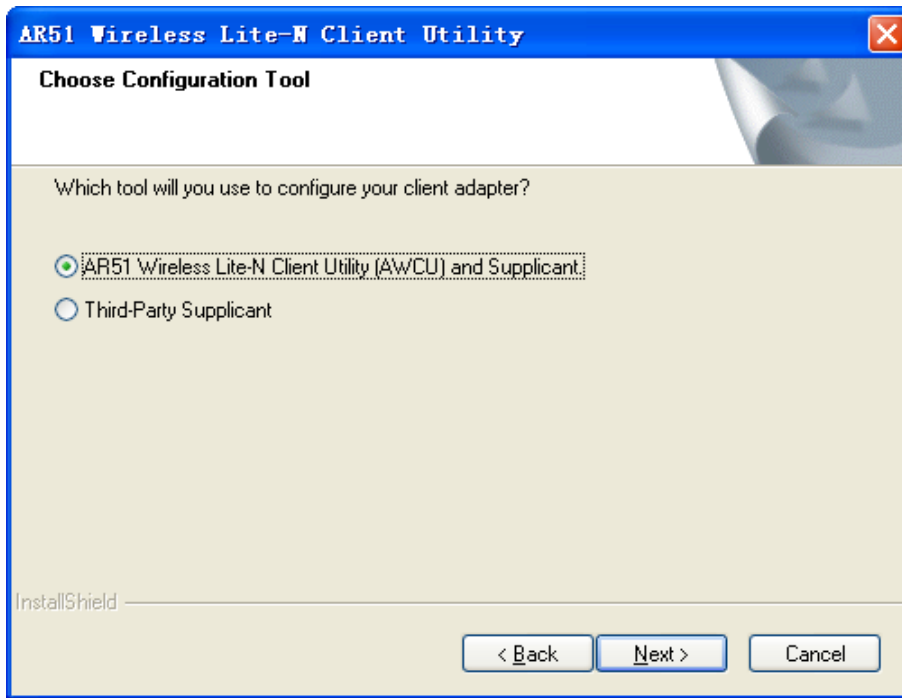 AR51 Wireless Lite-N Client Utility
Choose Configuration Tool
Which tool will you use to configure your client adapter?
AR51 Wireless Lite-N Client Utility (AWCU) and Supplicant.
Third-Party Supplicant
InstallShield
< Back Next > Cancel